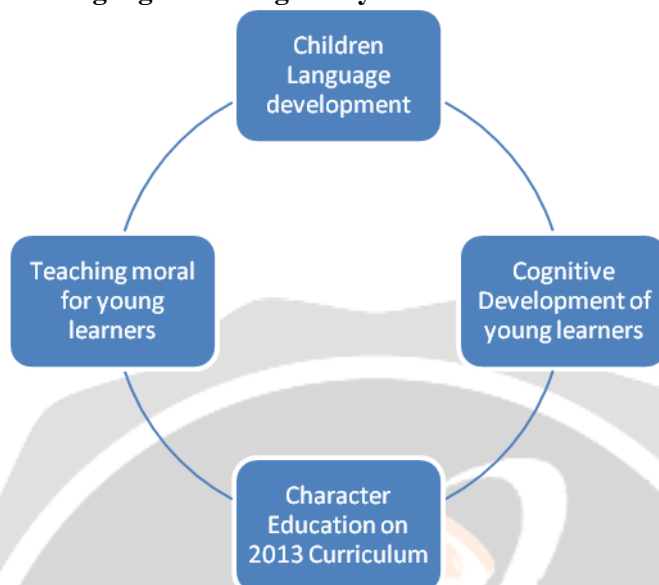 Children
Language
development
Teaching moral
for young
learners
Cognitive
Development of
young learners
Character
Education on
2013 Curriculum